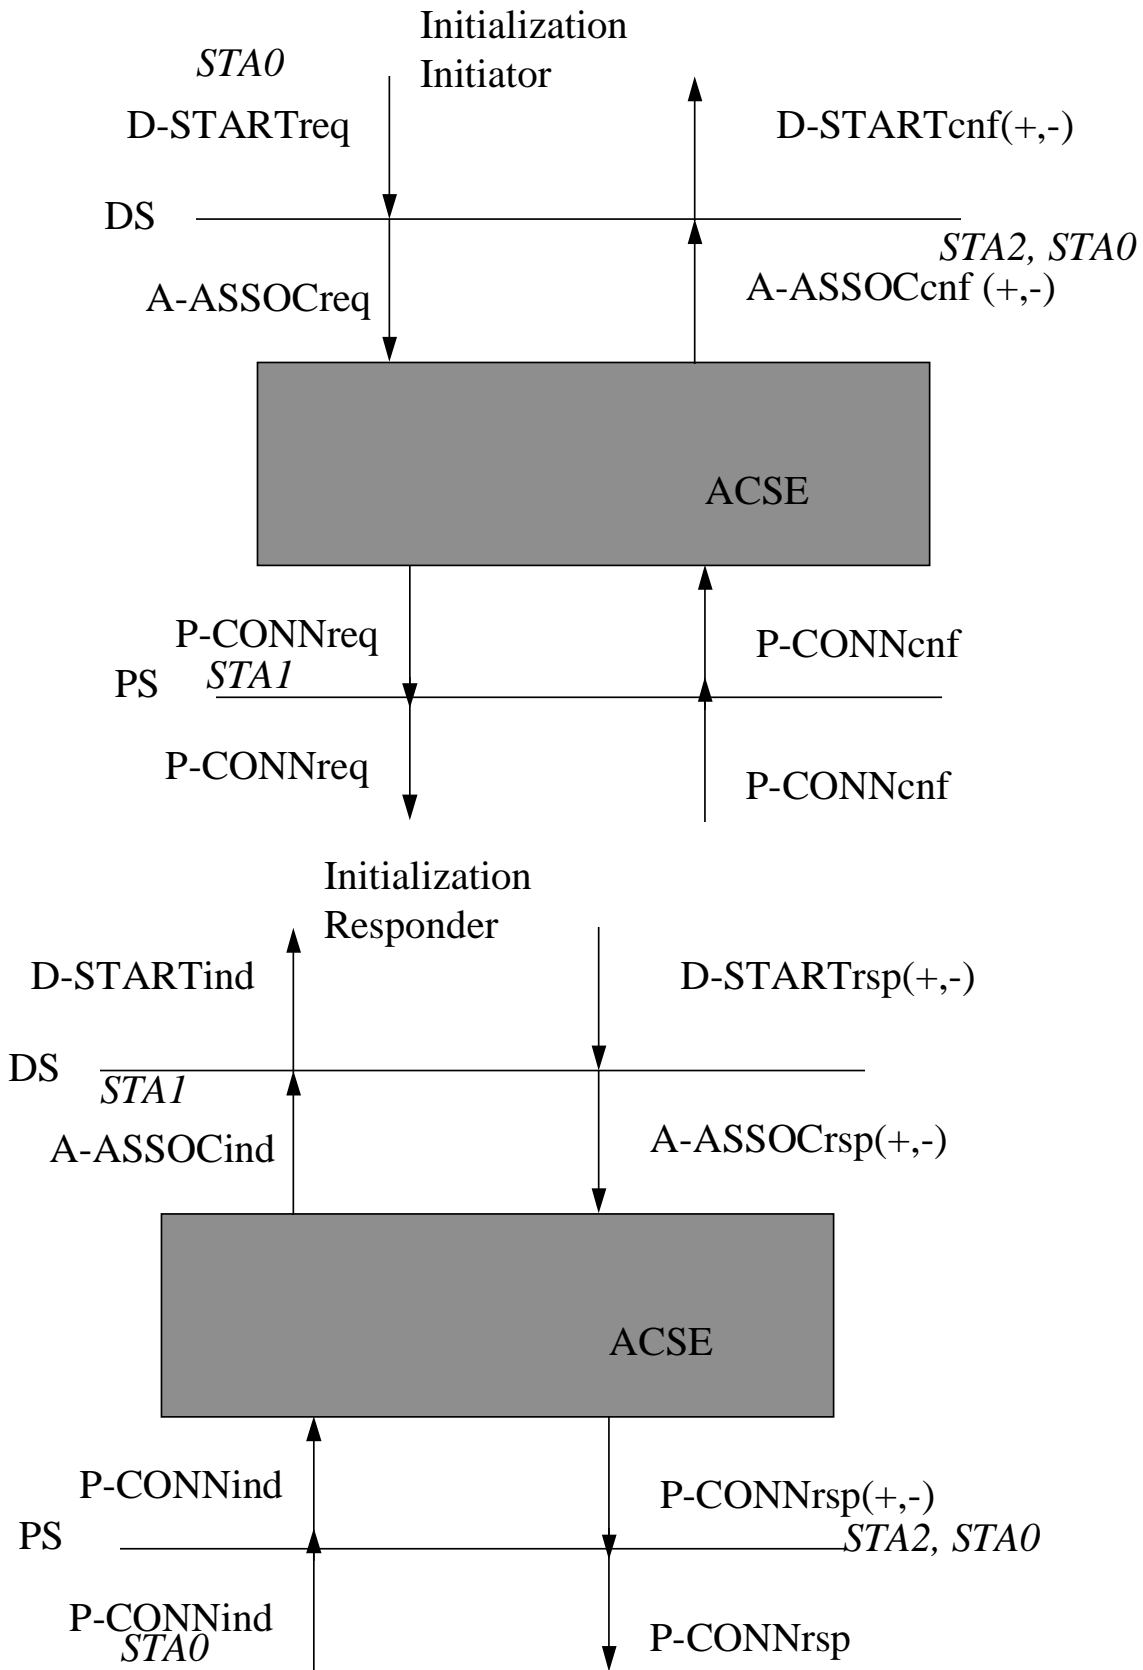 Initialization
Initiator
STA0
D-STARTreq
D-STARTcnf(+,-)
DS
STA2, STA0
A-ASSOCreq
A-ASSOCcnf (+,-)
ACSE
P-CONNreq
P-CONNcnf
STA1
PS
P-CONNreq
P-CONNcnf
Initialization
Responder
D-STARTind
D-STARTrsp(+,-)
DS
STA1
A-ASSOCind
A-ASSOCrsp(+,-)
ACSE
P-CONNind
P-CONNrsp(+,-)
PS
STA2, STA0
P-CONNind
STA0
P-CONNrsp